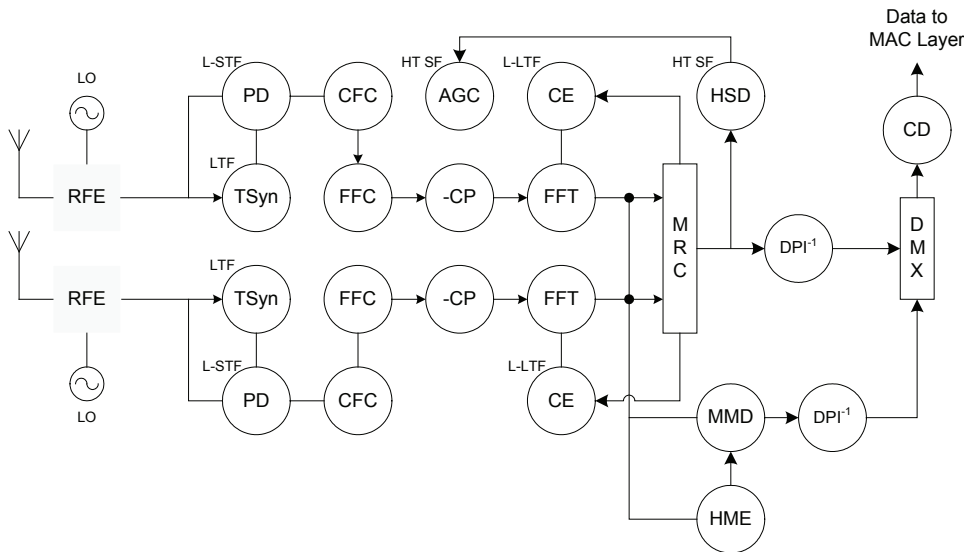 Data to
MAC Layer
L-STF
HT SF
L-LTF
HT SF
LO
PD
CFC
AGC
CE
HSD
CD
LTF
RFE
TSyn
FFC
-CP
FFT
MRC
DPI⁻¹
DMX
LTF
RFE
TSyn
FFC
-CP
FFT
L-STF
L-LTF
LO
PD
CFC
CE
MMD
DPI⁻¹
HME